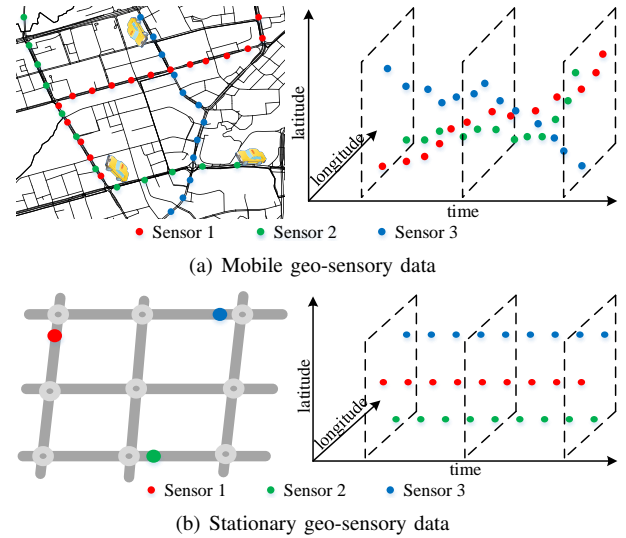 latitude
longitude
time
Sensor 1 Sensor 2 Sensor 3
(a) Mobile geo-sensory data
latitude
longitude
time
Sensor 1 Sensor 2 Sensor 3
(b) Stationary geo-sensory data